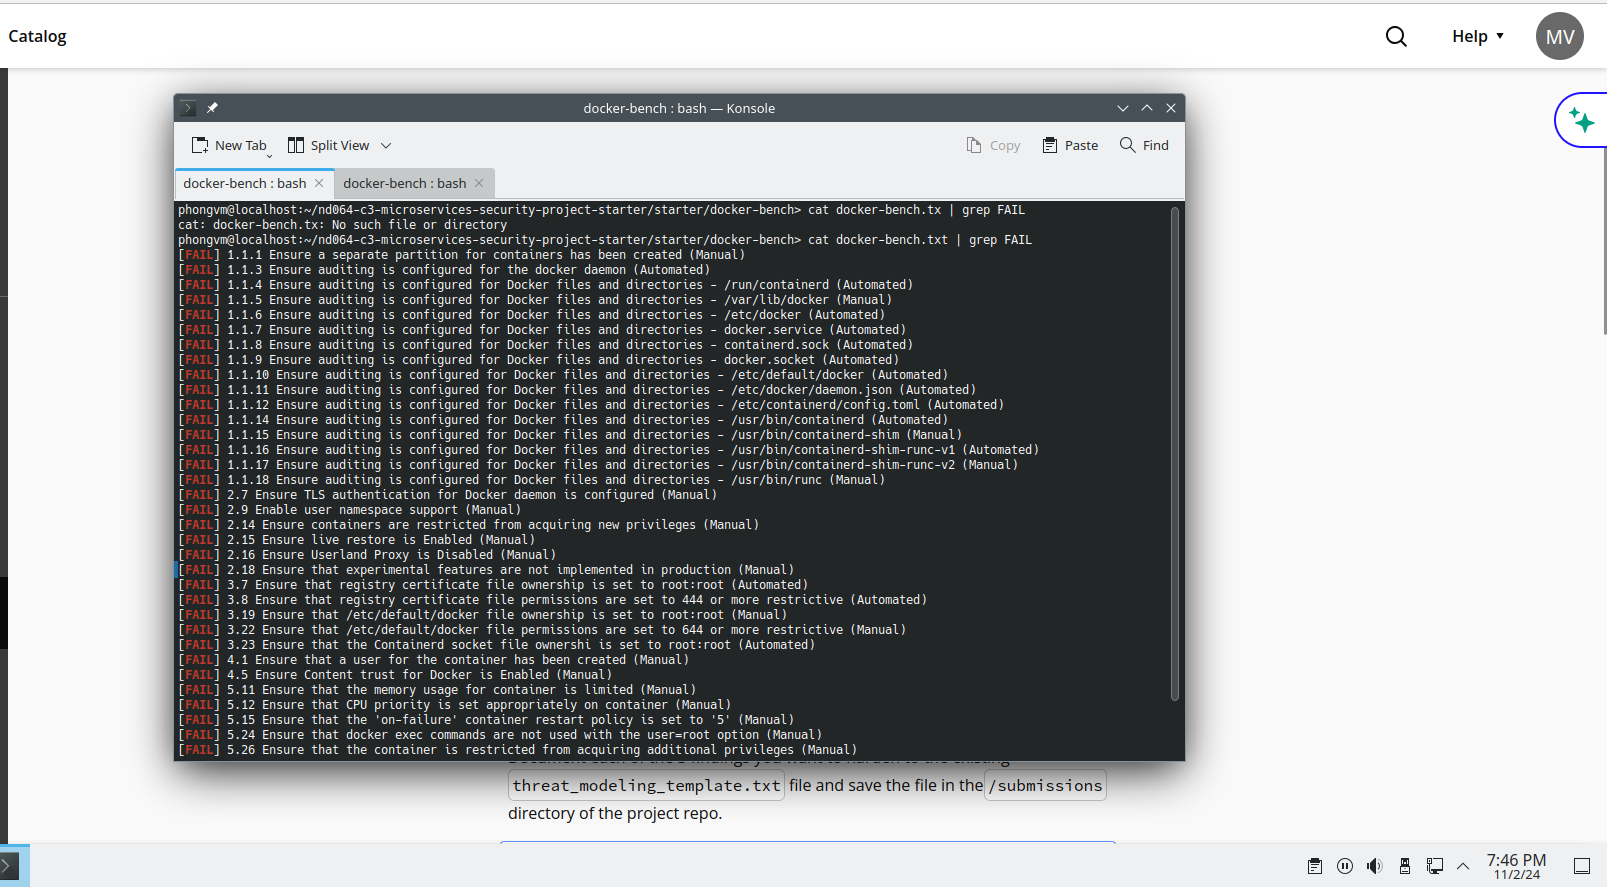 Catalog
Help
MV
docker-bench : bash — Konsole
New Tab
Split View
Copy
Paste
Find
docker-bench : bash
docker-bench : bash
phongvm@localhost:~/nd064-c3-microservices-security-project-starter/starter/docker-bench> cat docker-bench.tx | grep FAIL
cat: docker-bench.tx: No such file or directory
phongvm@localhost:~/nd064-c3-microservices-security-project-starter/starter/docker-bench> cat docker-bench.txt | grep FAIL
[FAIL] 1.1.1 Ensure a separate partition for containers has been created (Manual)
[FAIL] 1.1.3 Ensure auditing is configured for the docker daemon (Automated)
[FAIL] 1.1.4 Ensure auditing is configured for Docker files and directories - /run/containerd (Automated)
[FAIL] 1.1.5 Ensure auditing is configured for Docker files and directories - /var/lib/docker (Manual)
[FAIL] 1.1.6 Ensure auditing is configured for Docker files and directories - /etc/docker (Automated)
[FAIL] 1.1.7 Ensure auditing is configured for Docker files and directories - docker.service (Automated)
[FAIL] 1.1.8 Ensure auditing is configured for Docker files and directories - containerd.sock (Automated)
[FAIL] 1.1.9 Ensure auditing is configured for Docker files and directories - docker.socket (Automated)
[FAIL] 1.1.10 Ensure auditing is configured for Docker files and directories - /etc/default/docker (Automated)
[FAIL] 1.1.11 Ensure auditing is configured for Docker files and directories - /etc/docker/daemon.json (Automated)
[FAIL] 1.1.12 Ensure auditing is configured for Docker files and directories - /etc/containerd/config.toml (Automated)
[FAIL] 1.1.14 Ensure auditing is configured for Docker files and directories - /usr/bin/containerd (Automated)
[FAIL] 1.1.15 Ensure auditing is configured for Docker files and directories - /usr/bin/containerd-shim (Manual)
[FAIL] 1.1.16 Ensure auditing is configured for Docker files and directories - /usr/bin/containerd-shim-runc-v1 (Automated)
[FAIL] 1.1.17 Ensure auditing is configured for Docker files and directories - /usr/bin/containerd-shim-runc-v2 (Manual)
[FAIL] 1.1.18 Ensure auditing is configured for Docker files and directories - /usr/bin/runc (Manual)
[FAIL] 2.7 Ensure TLS authentication for Docker daemon is configured (Manual)
[FAIL] 2.9 Enable user namespace support (Manual)
[FAIL] 2.14 Ensure containers are restricted from acquiring new privileges (Manual)
[FAIL] 2.15 Ensure live restore is Enabled (Manual)
[FAIL] 2.16 Ensure Userland Proxy is Disabled (Manual)
[FAIL] 2.18 Ensure that experimental features are not implemented in production (Manual)
[FAIL] 3.7 Ensure that registry certificate file ownership is set to root:root (Automated)
[FAIL] 3.8 Ensure that registry certificate file permissions are set to 444 or more restrictive (Automated)
[FAIL] 3.19 Ensure that /etc/default/docker file ownership is set to root:root (Manual)
[FAIL] 3.22 Ensure that /etc/default/docker file permissions are set to 644 or more restrictive (Manual)
[FAIL] 3.23 Ensure that the Containerd socket file ownershi is set to root:root (Automated)
[FAIL] 4.1 Ensure that a user for the container has been created (Manual)
[FAIL] 4.5 Ensure Content trust for Docker is Enabled (Manual)
[FAIL] 5.11 Ensure that the memory usage for container is limited (Manual)
[FAIL] 5.12 Ensure that CPU priority is set appropriately on container (Manual)
[FAIL] 5.15 Ensure that the 'on-failure' container restart policy is set to '5' (Manual)
[FAIL] 5.24 Ensure that docker exec commands are not used with the user=root option (Manual)
[FAIL] 5.26 Ensure that the container is restricted from acquiring additional privileges (Manual)
threat_modeling_template.txt file and save the file in the /submissions
directory of the project repo.
7:46 PM
11/2/24